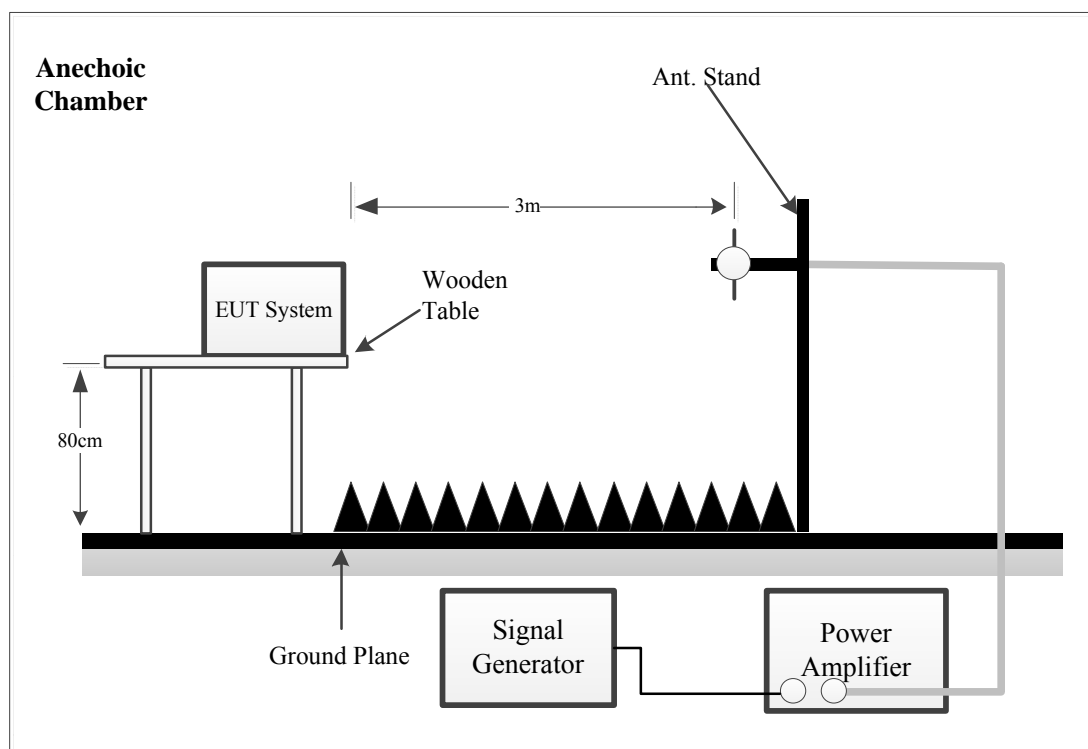 Anechoic
Chamber
Ant. Stand
3m
EUT System
Wooden
Table
80cm
Ground Plane
Signal
Generator
Power
Amplifier